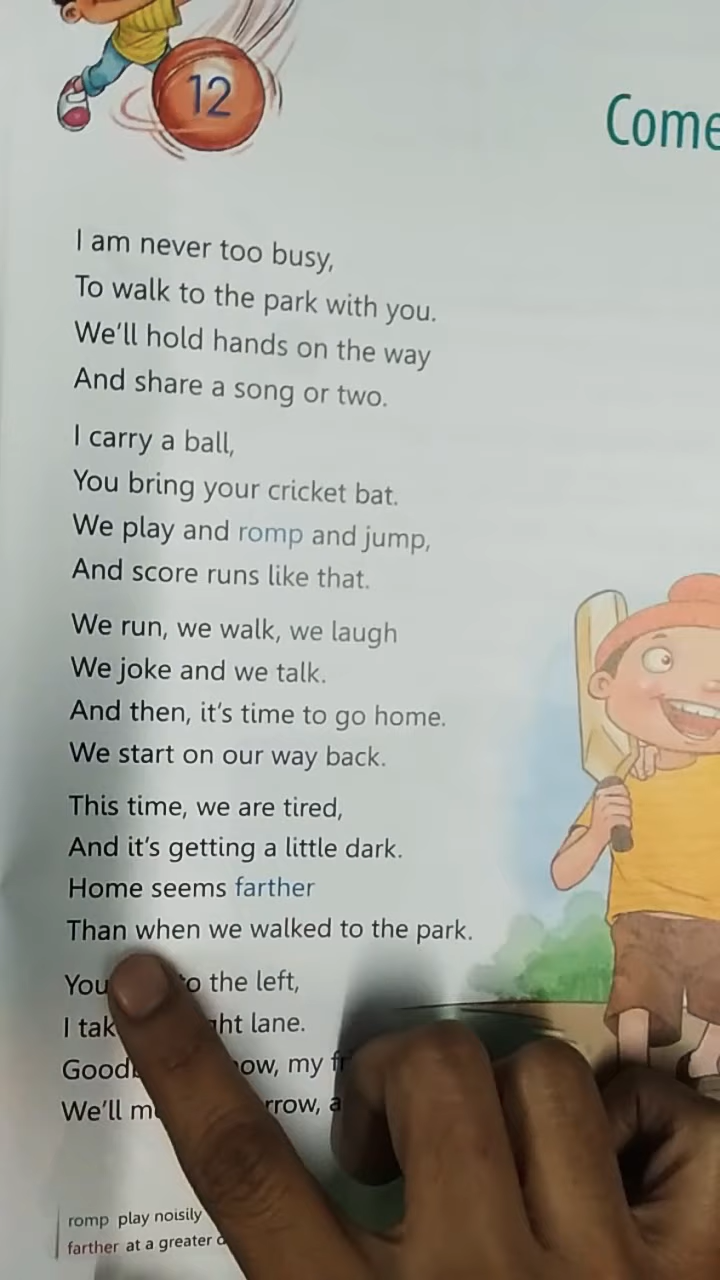 12
Come
I am never too busy,
To walk to the park with you.
We'll hold hands on the way
And share a song or two.
I carry a ball,
You bring your cricket bat.
We play and romp and jump,
And score runs like that.
We run, we walk, we laugh
We joke and we talk.
And then, it's time to go home.
We start on our way back.
This time, we are tired,
And it's getting a little dark.
Home seems farther
Than when we walked to the park.
You to the left,
I lane.
my
We'll
romp play noisily
farther at a greater